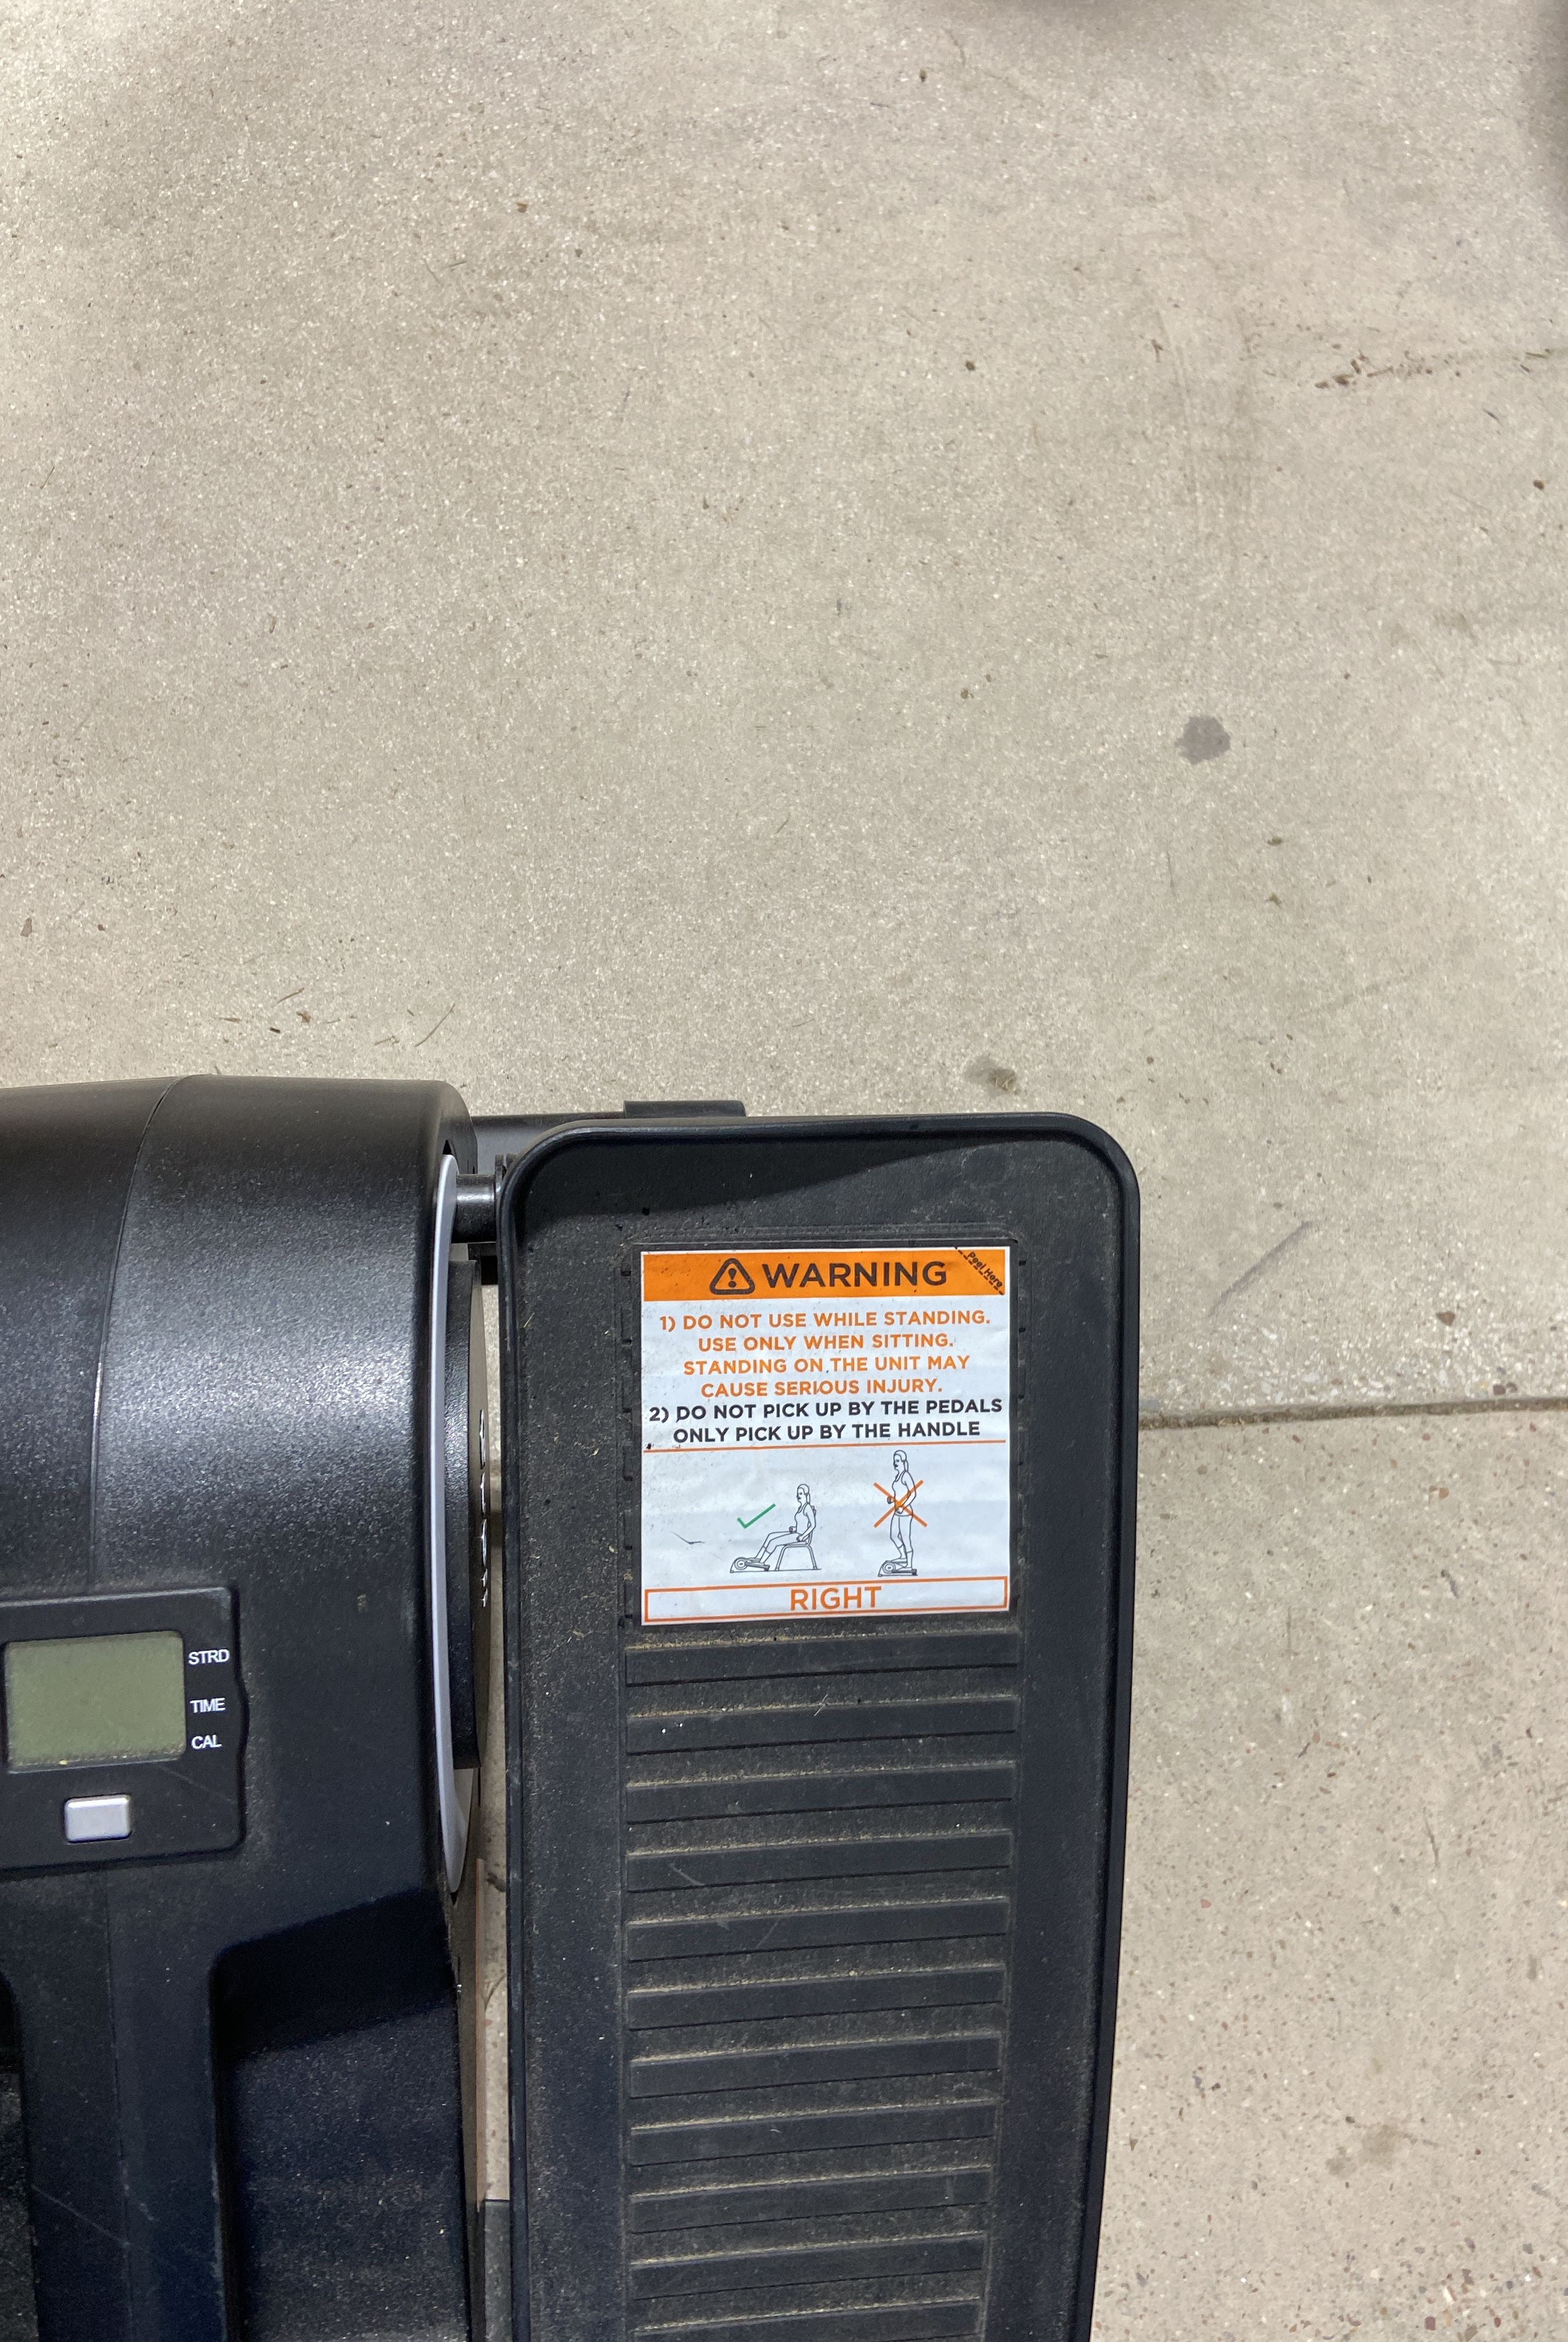 WARNING
Peel Here
1) DO NOT USE WHILE STANDING.
USE ONLY WHEN SITTING.
STANDING ON THE UNIT MAY
CAUSE SERIOUS INJURY.
2) DO NOT PICK UP BY THE PEDALS
ONLY PICK UP BY THE HANDLE
RIGHT
STRD
TIME
CAL